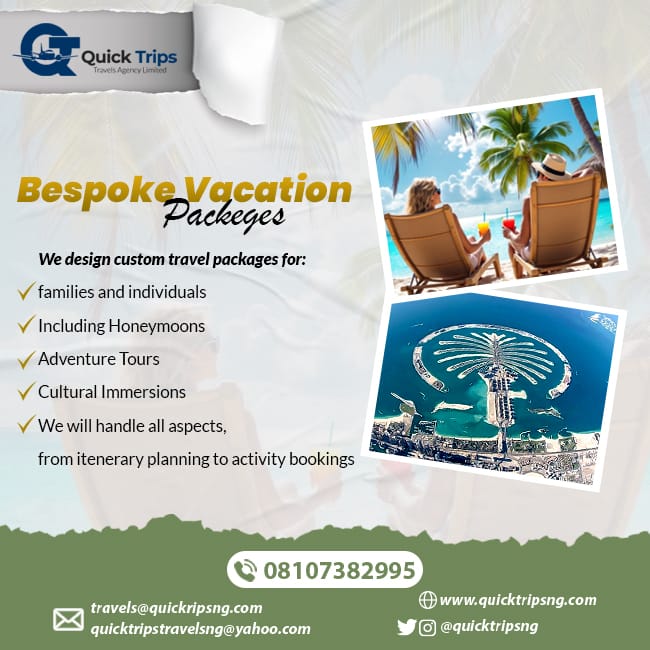 QT
Quick Trips
Travels Agency Limited
Bespoke Vacation
Packeges
We design custom travel packages for:
families and individuals
Including Honeymoons
Adventure Tours
Cultural Immersions
We will handle all aspects,
from itenerary planning to activity bookings
08107382995
travels@quickripsng.com
quicktripstravelsng@yahoo.com
www.quicktripsng.com
@quicktripsng